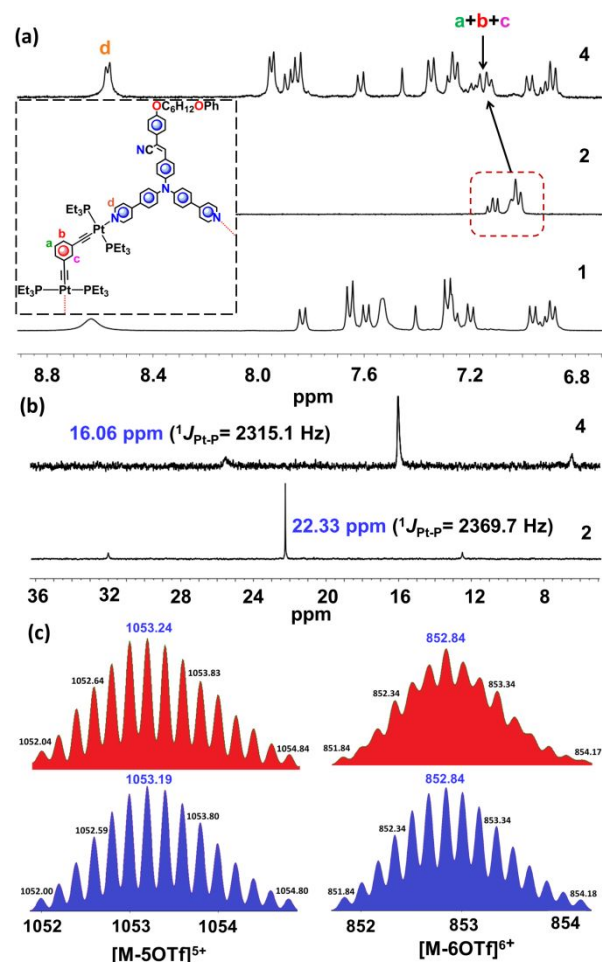 (a)
a+b+c
d
4
OC₆H₁₂OPh
NC
2
N
d
PEt₃
N
N
Pt
b
a
PEt₃
c
Et₃P
Pt
PEt₃
1
8.8 8.4 8.0 7.6 7.2 6.8
ppm
(b)
16.06 ppm (¹J_Pt-P = 2315.1 Hz)
4
22.33 ppm (¹J_Pt-P = 2369.7 Hz)
2
36 32 28 24 20 16 12 8
ppm
(c)
1053.24
852.84
1052.64
1053.83
852.34
853.34
1052.04
1054.84
851.84
854.17
1053.19
852.84
1052.59
1053.80
852.34
853.34
1052.00
1054.80
851.84
854.18
1052 1053 1054
852 853 854
[M-5OTf]⁵⁺
[M-6OTf]⁶⁺